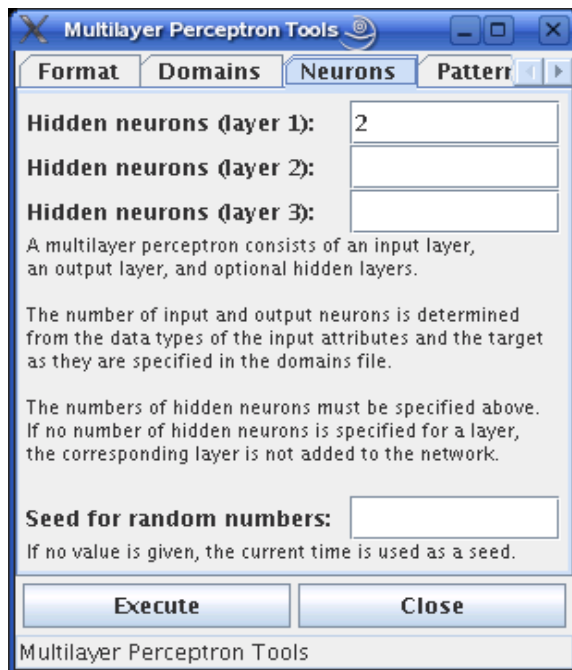 Multilayer Perceptron Tools
Format Domains Neurons Patterr
Hidden neurons (layer 1): 2
Hidden neurons (layer 2):
Hidden neurons (layer 3):
A multilayer perceptron consists of an input layer,
an output layer, and optional hidden layers.
The number of input and output neurons is determined
from the data types of the input attributes and the target
as they are specified in the domains file.
The numbers of hidden neurons must be specified above.
If no number of hidden neurons is specified for a layer,
the corresponding layer is not added to the network.
Seed for random numbers:
If no value is given, the current time is used as a seed.
Execute Close
Multilayer Perceptron Tools